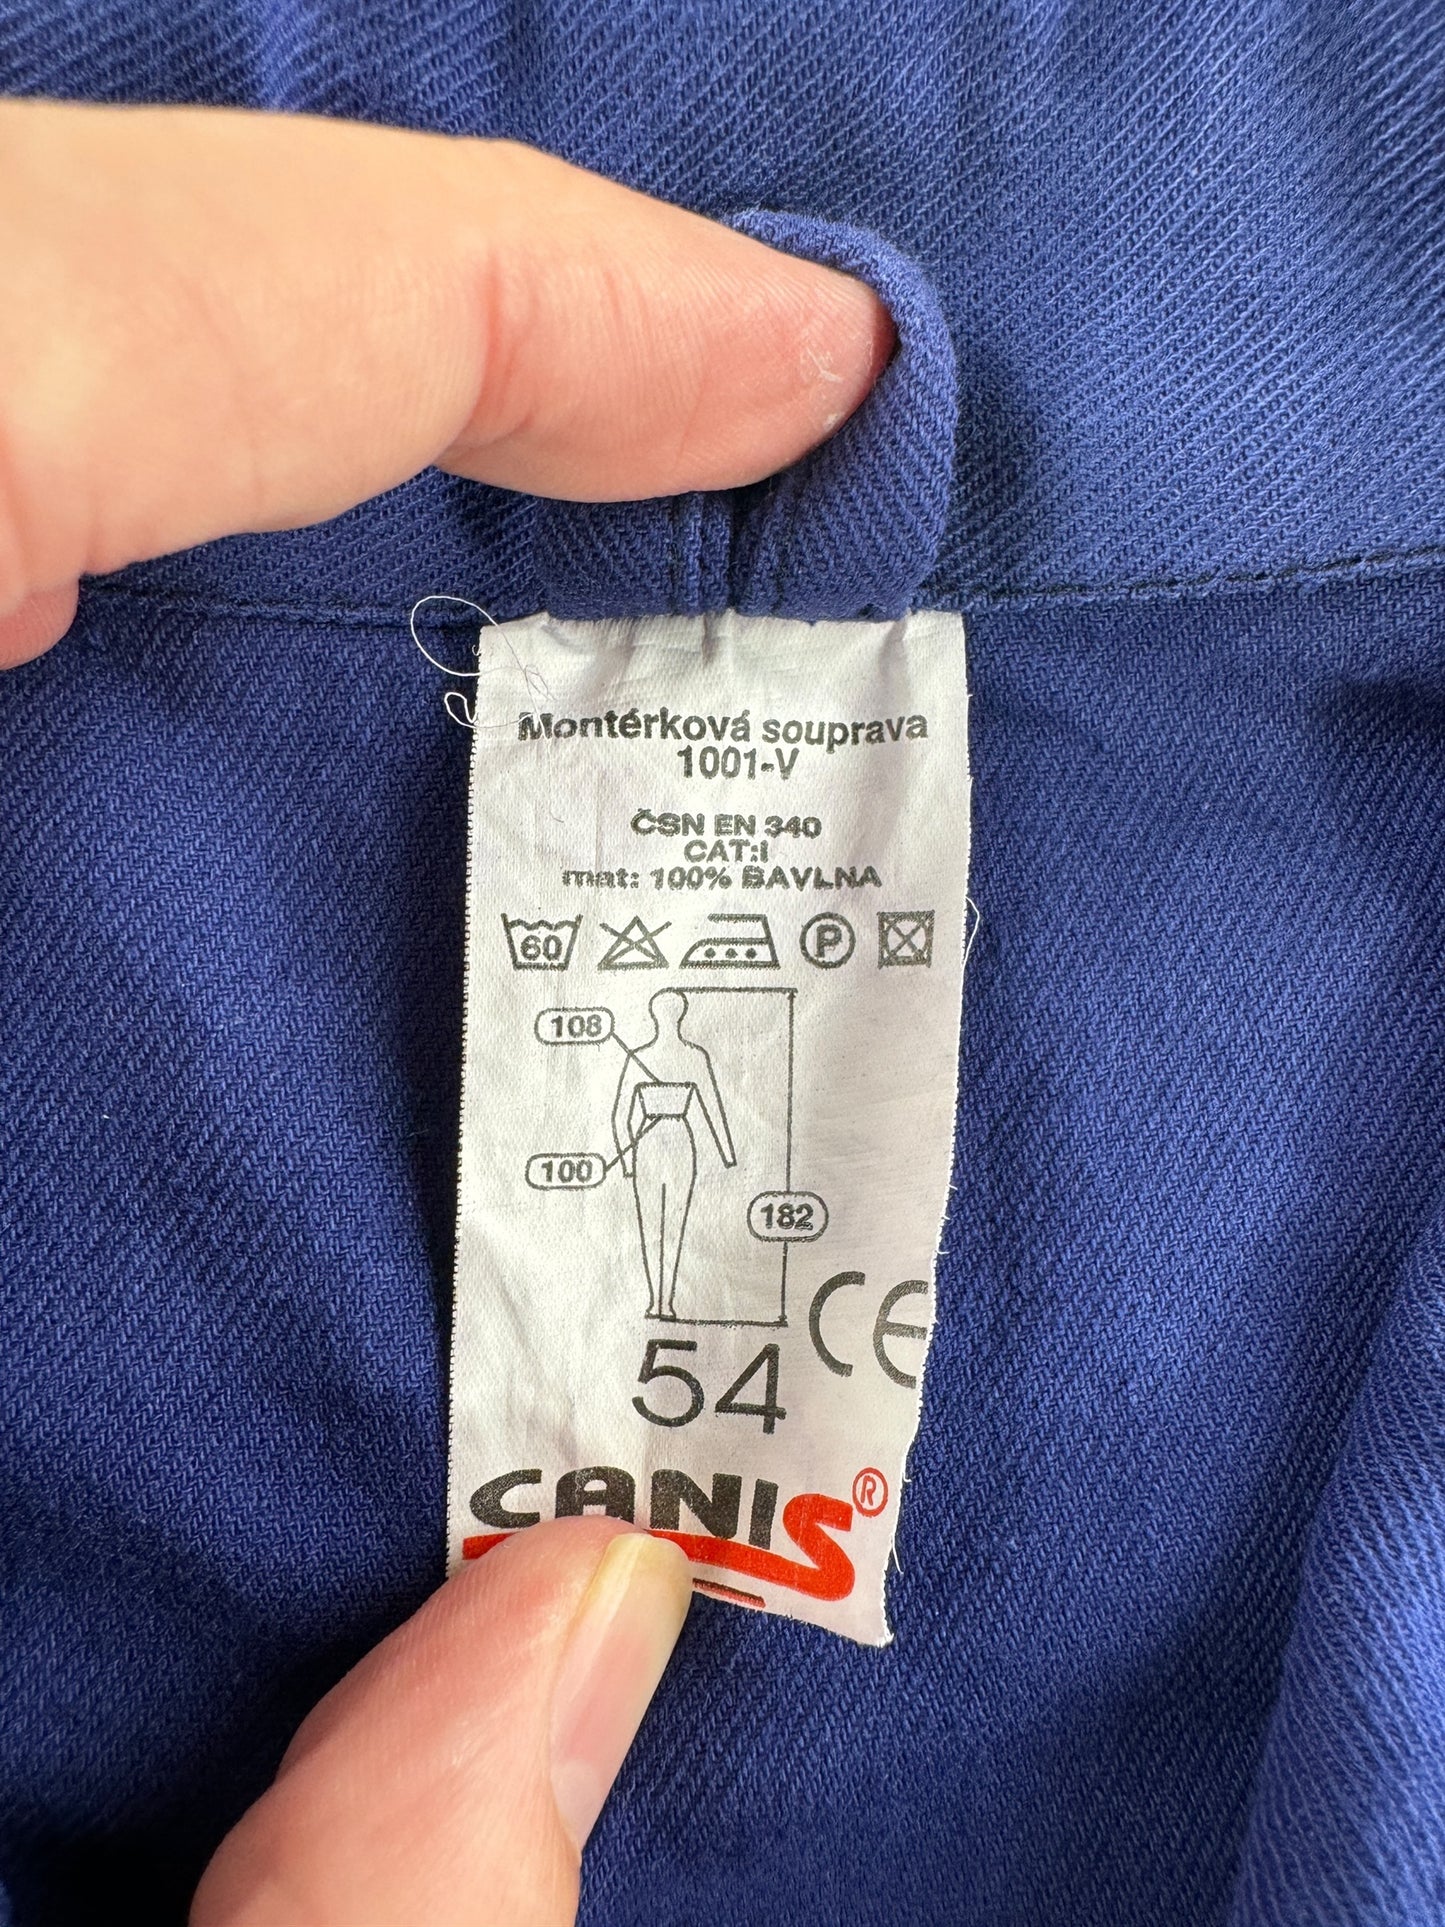 Montérková souprava
1001-V
ČSN EN 340
CAT:I
mat: 100% BAVLNA
60
P
108
100
182
CE
54
CANIS®